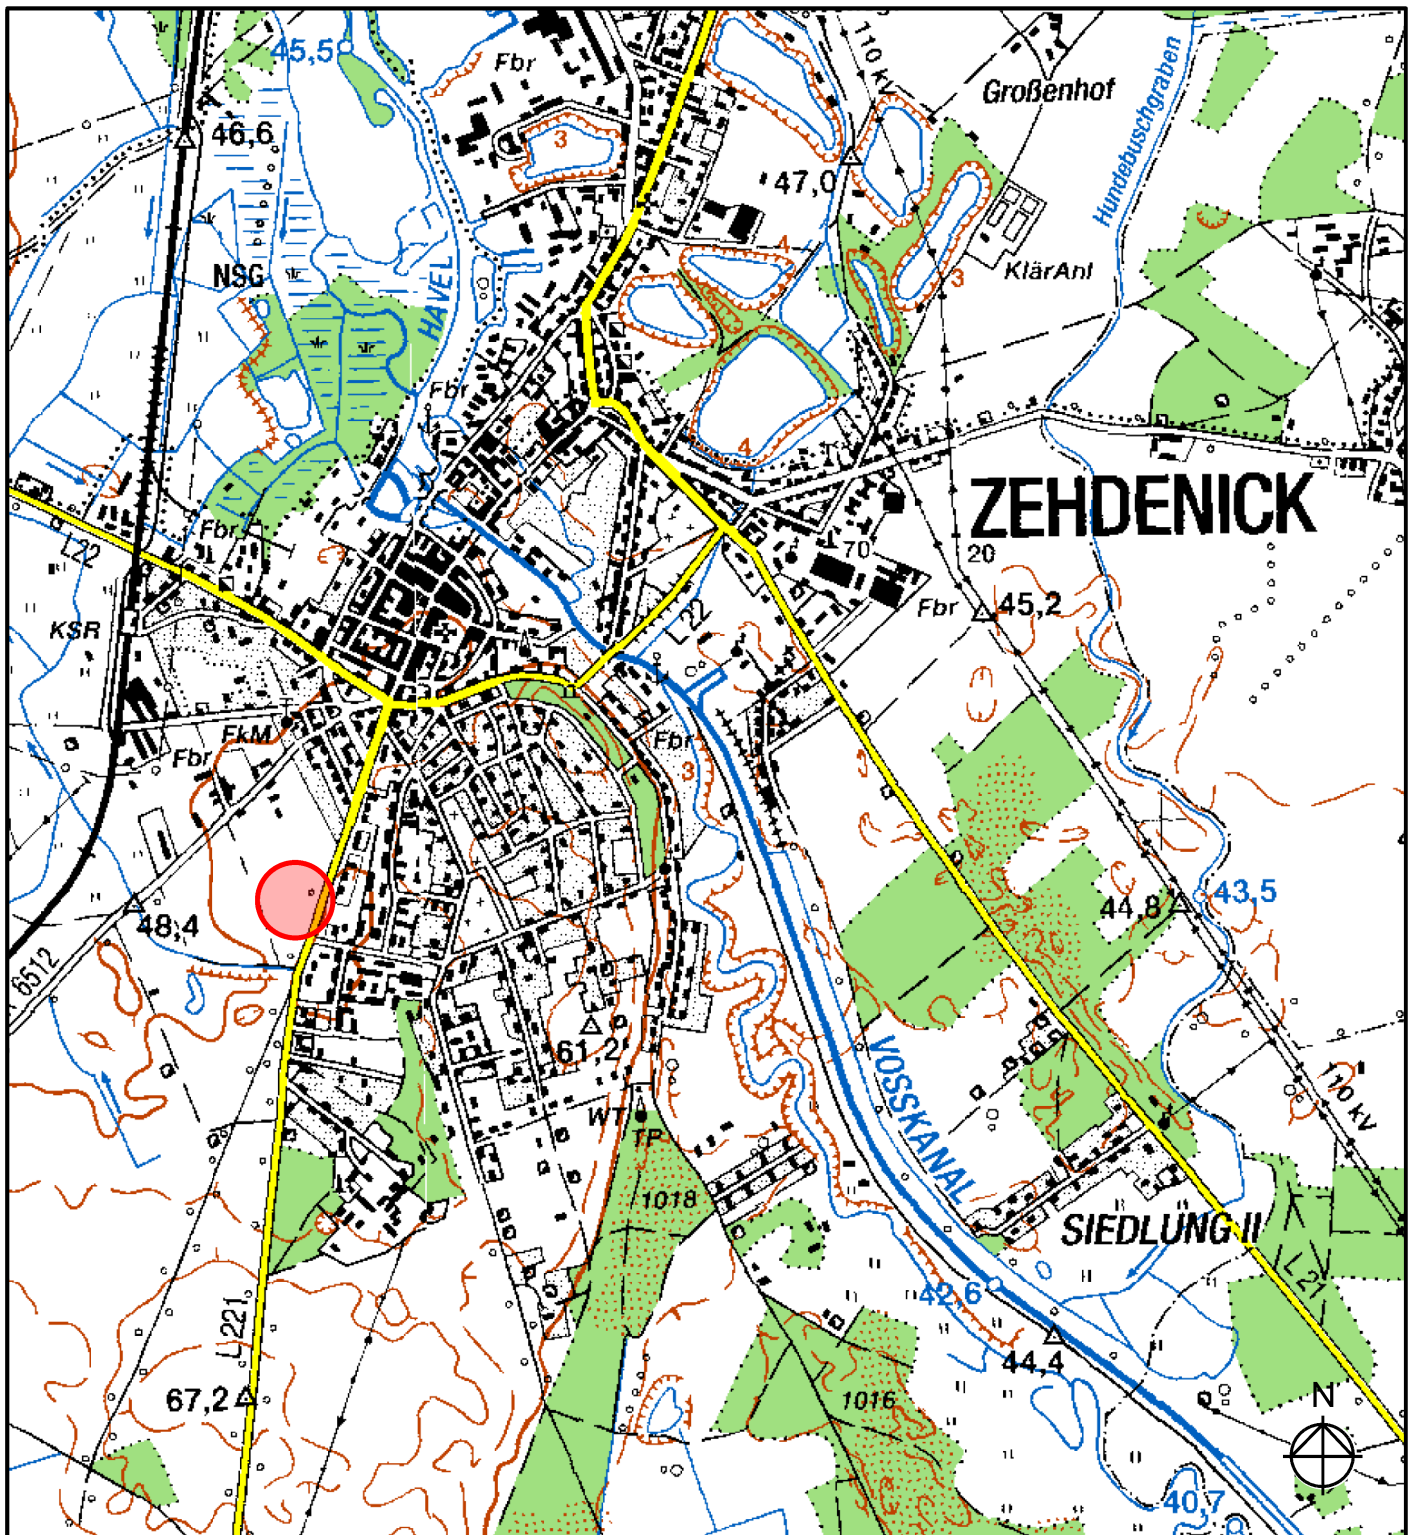 45,5
Fbr
110 kV
Großenhof
Hundebuschgraben
46,6
3
47,0
NSG
HAVEL
4
3
KlärAnl
Fbr
4
ZEHDENICK
L22
Fbr
70
20
KSR
L22
Fbr
45,2
FkM
Fbr
Fbr
3
48,4
44,8
43,5
6512
61,2
VOSSKANAL
110 kV
WT
TP
1018
SIEDLUNG II
L21
42,6
L221
44,4
67,2
1016
N
40,7